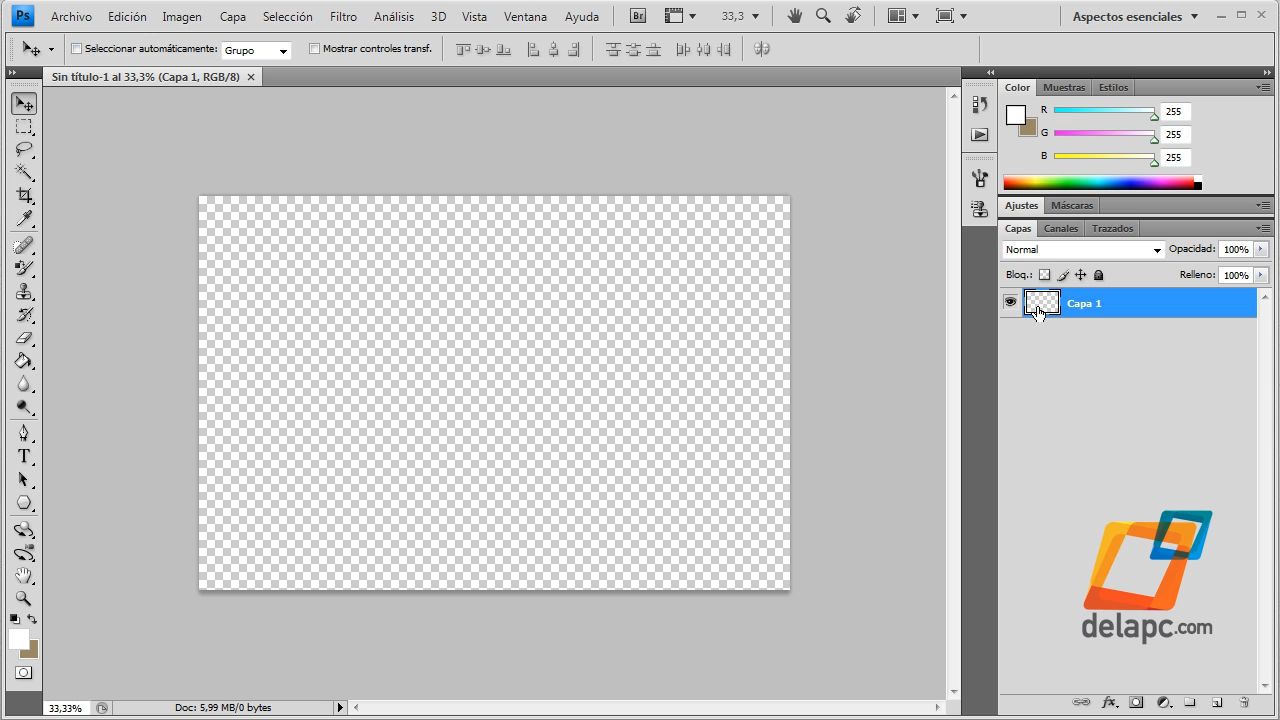 Ps Archivo Edición Imagen Capa Selección Filtro Análisis 3D Vista Ventana Ayuda Br 33,3 Aspectos esenciales
Seleccionar automáticamente: Grupo Mostrar controles transf.
Sin título-1 al 33,3% (Capa 1, RGB/8)
Color Muestras Estilos
R 255
G 255
B 255
Ajustes Máscaras
Capas Canales Trazados
Normal Opacidad: 100%
Bloq.: Relleno: 100%
Capa 1
T
delapc.com
fx
33,33% Doc: 5,99 MB/0 bytes